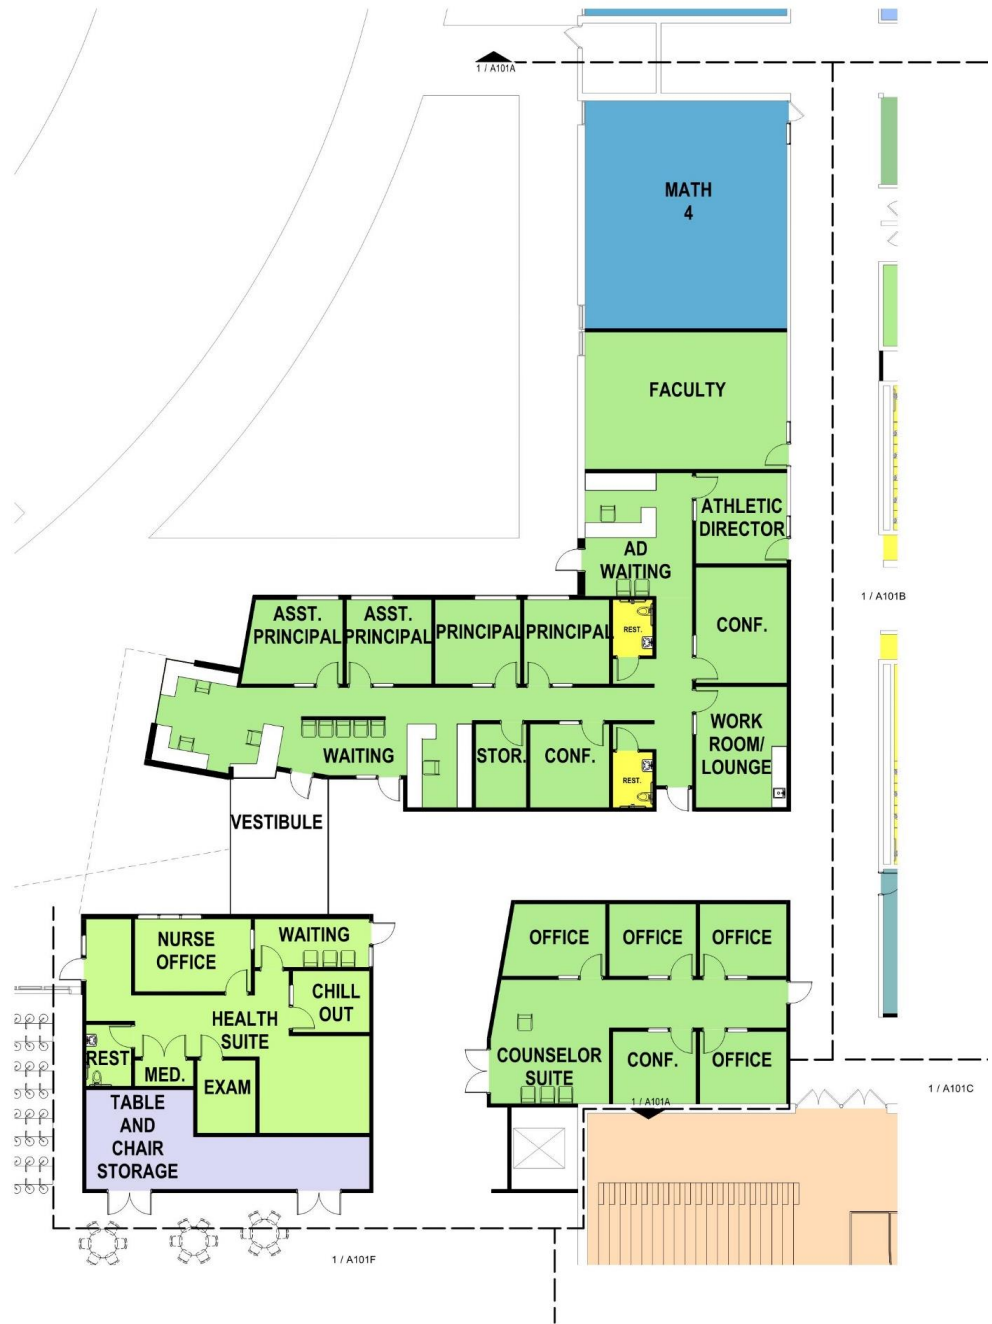 1 / A101A
MATH
4
FACULTY
ATHLETIC
DIRECTOR
AD
WAITING
1 / A101B
ASST.
PRINCIPAL
ASST.
PRINCIPAL
PRINCIPAL
PRINCIPAL
REST.
CONF.
WAITING
STOR.
CONF.
REST.
WORK
ROOM/
LOUNGE
VESTIBULE
NURSE
OFFICE
WAITING
CHILL
OUT
HEALTH
SUITE
REST
MED.
EXAM
TABLE
AND
CHAIR
STORAGE
OFFICE
OFFICE
OFFICE
COUNSELOR
SUITE
CONF.
OFFICE
1 / A101A
1 / A101C
1 / A101F